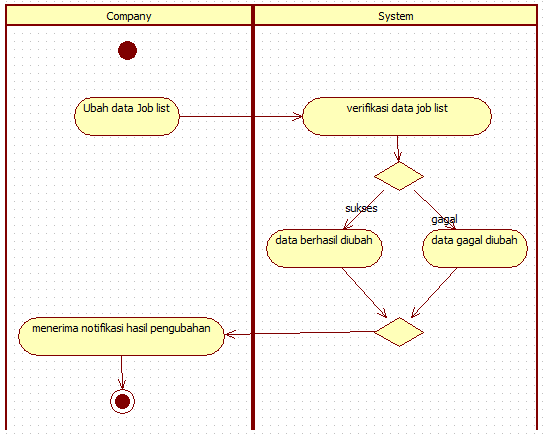 Company
System
Ubah data Job list
verifikasi data job list
sukses
gagal
data berhasil diubah
data gagal diubah
menerima notifikasi hasil pengubahan